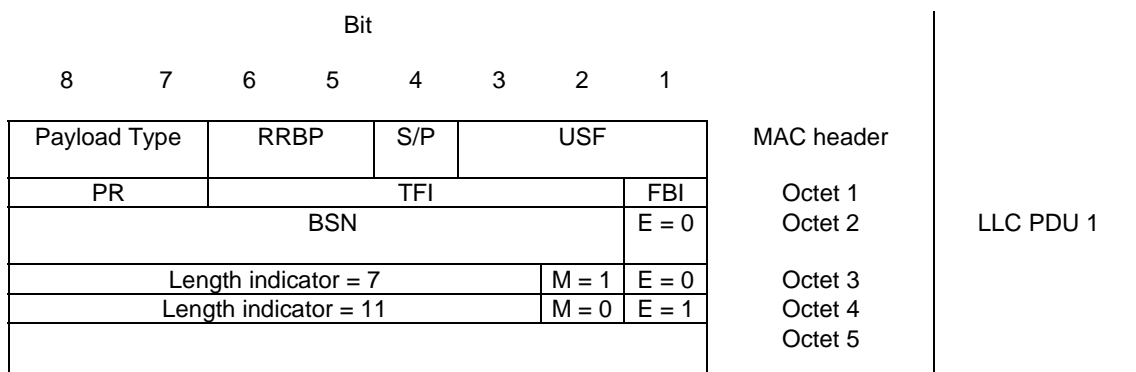 Bit
8 7 6 5 4 3 2 1
Payload Type RRBP S/P USF MAC header
PR TFI FBI Octet 1
BSN E = 0 Octet 2 LLC PDU 1
Length indicator = 7 M = 1 E = 0 Octet 3
Length indicator = 11 M = 0 E = 1 Octet 4
Octet 5